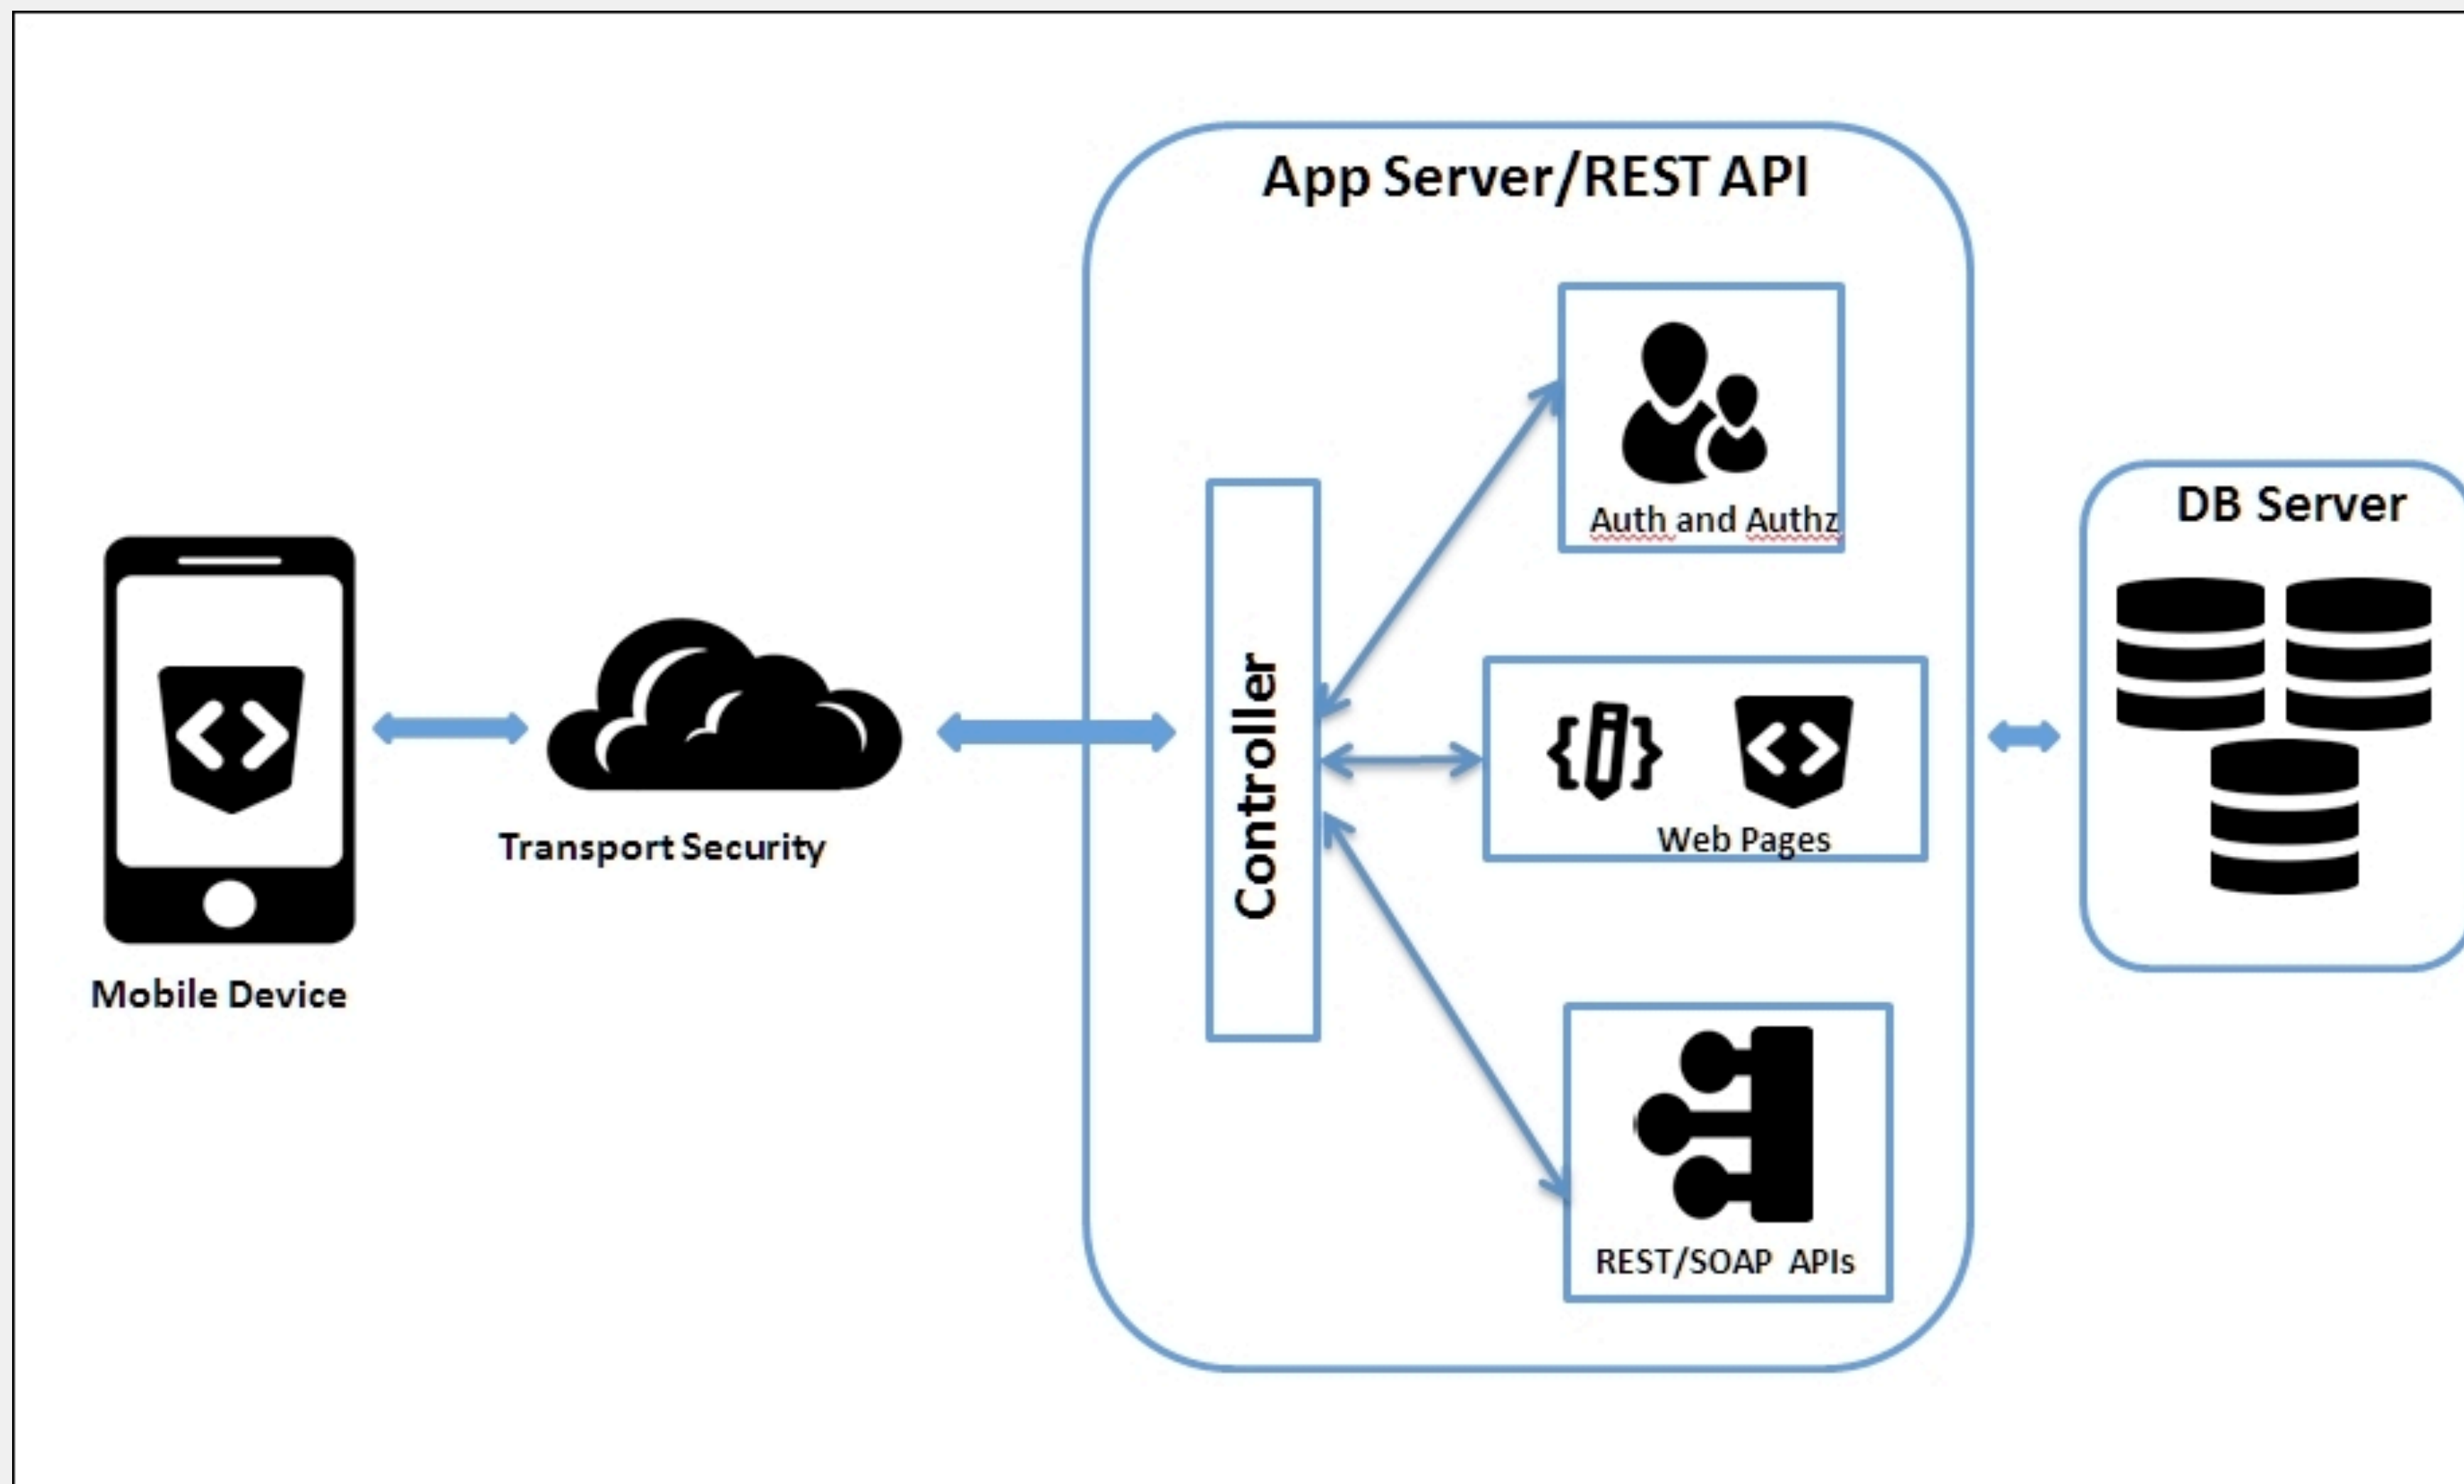 App Server/REST API
Auth and Authz
DB Server
Controller
Web Pages
Transport Security
Mobile Device
REST/SOAP APIs